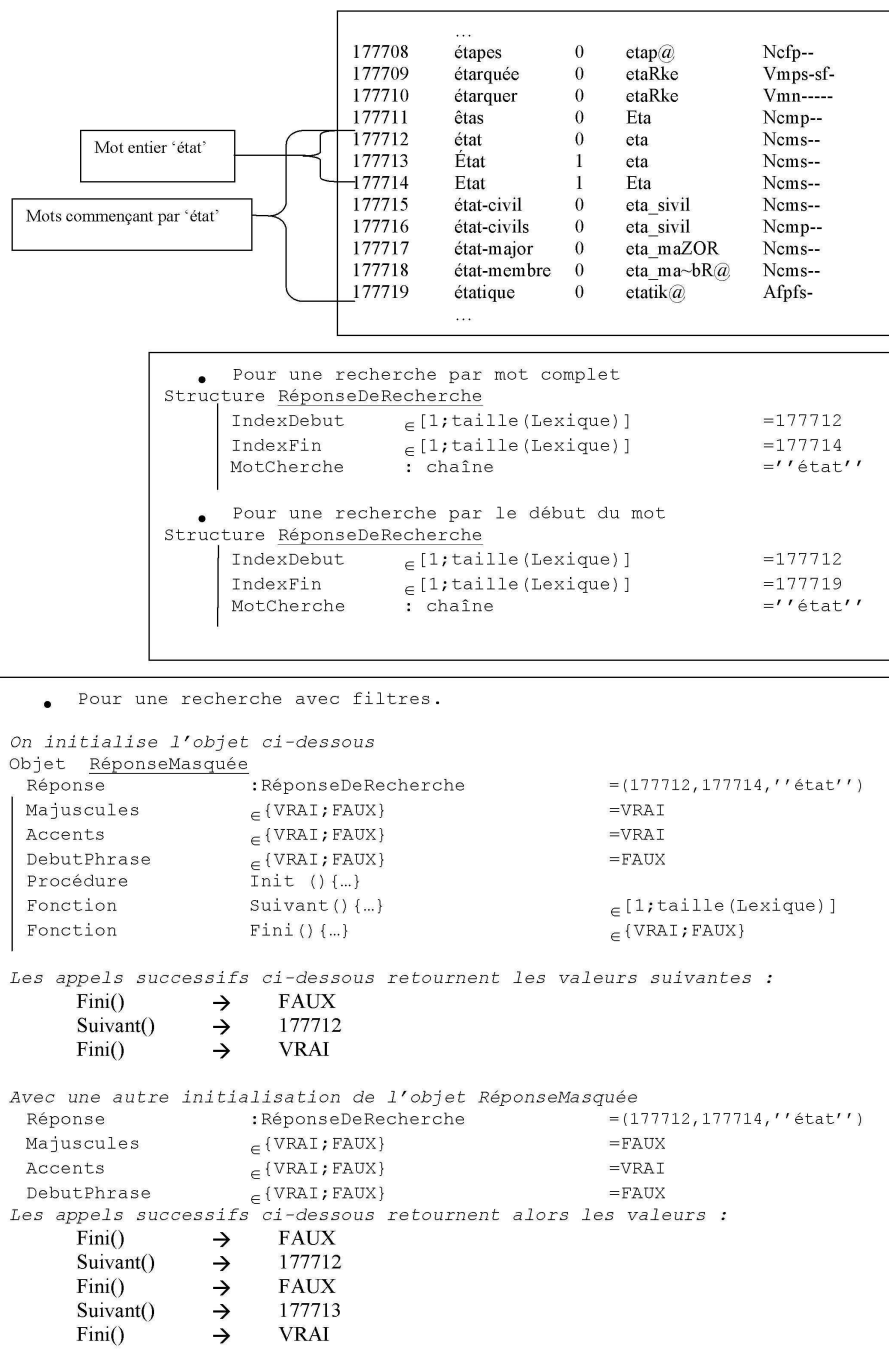 …
177708 étapes 0 etap@ Ncfp--
177709 étarquée 0 etaRke Vmps-sf-
177710 étarquer 0 etaRke Vmn-----
177711 êtas 0 Eta Ncmp--
177712 état 0 eta Ncms--
177713 État 1 eta Ncms--
177714 Etat 1 Eta Ncms--
177715 état-civil 0 eta_sivil Ncms--
177716 état-civils 0 eta_sivil Ncmp--
177717 état-major 0 eta_maZOR Ncms--
177718 état-membre 0 eta_ma~bR@ Ncms--
177719 étatique 0 etatik@ Afpfs-
…
Mot entier ‘état’
Mots commençant par ‘état’
• Pour une recherche par mot complet
Structure RéponseDeRecherche
IndexDebut ∈[1;taille(Lexique)] =177712
IndexFin ∈[1;taille(Lexique)] =177714
MotCherche : chaîne =’’état’’
• Pour une recherche par le début du mot
Structure RéponseDeRecherche
IndexDebut ∈[1;taille(Lexique)] =177712
IndexFin ∈[1;taille(Lexique)] =177719
MotCherche : chaîne =’’état’’
• Pour une recherche avec filtres.
On initialise l’objet ci-dessous
Objet RéponseMasquée
Réponse :RéponseDeRecherche =(177712,177714,’’état’’)
Majuscules ∈{VRAI;FAUX} =VRAI
Accents ∈{VRAI;FAUX} =VRAI
DebutPhrase ∈{VRAI;FAUX} =FAUX
Procédure Init (){…}
Fonction Suivant(){…} ∈[1;taille(Lexique)]
Fonction Fini(){…} ∈{VRAI;FAUX}
Les appels successifs ci-dessous retournent les valeurs suivantes :
Fini() → FAUX
Suivant() → 177712
Fini() → VRAI
Avec une autre initialisation de l’objet RéponseMasquée
Réponse :RéponseDeRecherche =(177712,177714,’’état’’)
Majuscules ∈{VRAI;FAUX} =FAUX
Accents ∈{VRAI;FAUX} =VRAI
DebutPhrase ∈{VRAI;FAUX} =FAUX
Les appels successifs ci-dessous retournent alors les valeurs :
Fini() → FAUX
Suivant() → 177712
Fini() → FAUX
Suivant() → 177713
Fini() → VRAI